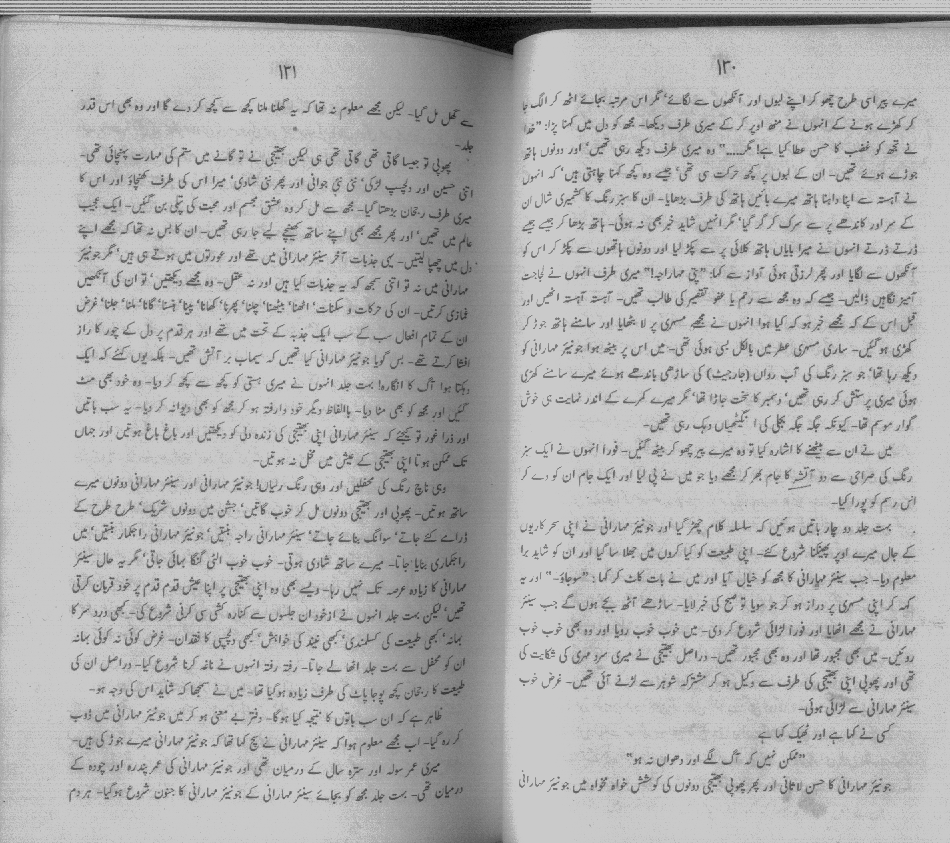 ۱۳۰
میرے پیر اسی طرح چھو کر اپنے لبوں اور آنکھوں سے لگائے' مگر اس مرتبہ بجائے اٹھ کر الگ جا
کر کھڑے ہونے کے انہوں نے منھ اوپر کر کے میری طرف دیکھا۔ مجھ کو دل میں کہنا پڑا: "خدا
نے تجھ کو غضب کا حسن عطا کیا ہے! مگر....." وہ میری طرف دیکھ رہی تھیں' اور دونوں ہاتھ
جوڑے ہوئے تھیں۔ ان کے لبوں پر کچھ حرکت سی تھی' جیسے وہ کچھ کہنا چاہتی ہیں' کہ انہوں
نے آہستہ سے اپنا داہنا ہاتھ میرے بائیں ہاتھ کی طرف بڑھایا۔ ان کا سبز رنگ کا کشمیری شال ان
کے سر اور کاندھے پر سے سرک کر گر گیا' مگر انہیں شاید خبر بھی نہ ہوئی۔ ہاتھ بڑھا کر جیسے جیسے
ڈرتے ڈرتے انہوں نے میرا بایاں ہاتھ کلائی پر سے پکڑ لیا اور دونوں ہاتھوں سے پکڑ کر اس کو
آنکھوں سے لگایا اور پھر لرزتی ہوئی آواز سے کہا: "پتی مہاراجہ!" میری طرف انہوں نے لجاجت
آمیز نگاہیں ڈالیں۔ جیسے کہ وہ مجھ سے رحم یا عفو تقصیر کی طالب تھیں۔ آہستہ آہستہ انھیں اور
قبل اس کے کہ مجھے خبر ہو کہ کیا ہوا انہوں نے مجھے مسہری پر لا بٹھایا اور سامنے ہاتھ جوڑ کر
کھڑی ہو گئیں۔ ساری مسہری عطر میں بالکل بسی ہوئی تھی۔ میں اس پر بیٹھ ہوا جونیئر مہارانی کو
دیکھ رہا تھا' جو سبز رنگ کی آب رواں (جارجیٹ) کی ساڑھی باندھے ہوئے میرے سامنے کھڑی
ہوئی میری پرستش کر رہی تھیں' دسمبر کا سخت جاڑا تھا' مگر میرے کمرے کے اندر نہایت ہی خوش
گوار موسم تھا۔ کیونکہ جگہ جگہ بجلی کی انگیٹھیاں دہک رہی تھیں۔
میں نے ان سے بیٹھنے کا اشارہ کیا تو وہ میرے پیر چھو کر بیٹھ گئیں۔ فورا انہوں نے ایک سبز
رنگ کی صراحی سے دو آتشہ کا جام بھر کر مجھے دیا جو میں نے پی لیا اور ایک جام ان کو دے کر
اس رسم کو پورا کیا۔
بہت جلد دو چار باتیں ہوئیں کہ سلسلہ کلام چھڑ گیا اور جونیئر مہارانی نے اپنی سحر کاریوں
کے جال میرے اوپر پھینکنا شروع کئے۔ اپنی طبیعت کو کیا کروں میں جھلا سا گیا اور ان کو شاید برا
معلوم دیا۔ جب سینئر مہارانی کا مجھ کو خیال آیا اور میں نے بات کاٹ کر کہا: "سو جاؤ۔" اور یہ
کہہ کر اپنی مسہری پر دراز ہو کر جو سویا تو صبح کی خبر لایا۔ ساڑھے آٹھ بجے ہوں گے جب سینئر
مہارانی نے مجھے اٹھایا اور فورا لڑائی شروع کر دی۔ میں خوب خوب رویا اور وہ بھی خوب خوب
روئیں۔ میں بھی مجبور تھا اور وہ بھی مجبور تھیں۔ دراصل بھتیجی نے میری سرد مہری کی شکایت کی
تھی اور پھوپی اپنی بھتیجی کی طرف سے وکیل ہو کر مشترکہ شوہر سے لڑنے آئی تھیں۔ غرض خوب
سینئر مہارانی سے لڑائی ہوئی۔
کسی نے کہا ہے اور ٹھیک کہا ہے
"ممکن نہیں کہ آگ لگے اور دھواں نہ ہو"
جونیئر مہارانی کا حسن لاثانی اور پھر پھوپی بھتیجی دونوں کی کوشش خواہ مخواہ میں جونیئر مہارانی
۱۳۱
سے گھل مل گیا۔ لیکن مجھے معلوم نہ تھا کہ یہ گھلنا ملنا کچھ سے کچھ کر دے گا اور وہ بھی اس قدر
جلد۔
پھوپی تو جیسا گاتی تھی گاتی تھی ہی لیکن بھتیجی نے تو گانے میں ستم کی مہارت پہنچائی تھی۔
اتنی حسین اور دلچسپ لڑکی' نئی نئی جوانی اور پھر نئی شادی' میرا اس کی طرف کھنچاؤ اور اس کا
میری طرف رجحان بڑھتا گیا۔ مجھ سے مل کر وہ عشق مجسم اور محبت کی پتلی بن گئیں۔ ایک عجیب
عالم میں تھیں' اور پھر مجھے بھی اپنے ساتھ کھینچے لیے جا رہی تھیں۔ ان کا بس نہ تھا کہ مجھے اپنے
دل میں چھپا لیتیں۔ یہی جذبات آخر سینئر مہارانی میں تھے اور عورتوں میں ہوتے ہی ہیں' مگر جونیئر
مہارانی میں نہ تو اتنی سمجھ کہ یہ جذبات کیا ہیں اور نہ عقل۔ وہ مجھے دیکھتیں' تو ان کی آنکھیں
غمازی کرتیں۔ ان کی حرکات و سکنات' اٹھنا' بیٹھنا' چلنا' پھرنا' کھانا' پینا' ہنسنا' گانا' ملنا' جلنا' غرض
ان کے تمام افعال سب کے سب ایک جذبہ کے تحت میں تھے اور ہر قدم پر دل کے چور کا راز
افشا کرتے تھے۔ بس گویا جونیئر مہارانی کیا تھیں کہ سیماب بر آتش تھیں۔ بلکہ یوں کہئے کہ ایک
دہکتا ہوا آگ کا انگارہ! بہت جلد انہوں نے میری ہستی کو کچھ سے کچھ کر دیا۔ وہ خود بھی مٹ
گئیں اور مجھ کو بھی مٹا دیا۔ بالفاظ دیگر خود وارفتہ ہو کر مجھ کو بھی دیوانہ کر دیا۔ یہ سب باتیں
اور ذرا غور تو کیجئے کہ سینئر مہارانی اپنی بھتیجی کی زندہ دلی کو دیکھتیں اور باغ باغ ہوتیں اور جہاں
تک ممکن ہوتا اپنی بھتیجی کے عیش میں مخل نہ ہوتیں۔
وہی ناچ رنگ کی محفلیں اور وہی رنگ رلیاں! جونیئر مہارانی اور سینئر مہارانی دونوں میرے
ساتھ ہوتیں۔ پھوپی اور بھتیجی دونوں مل کر خوب گاتیں' جشن میں دونوں شریک' طرح طرح کے
ڈرامے کئے جاتے' سوانگ بنائے جاتے' سینئر مہارانی راجہ بنتیں' جونیئر مہارانی راجکمار بنتیں' میں
راجکماری بنایا جاتا۔ میرے ساتھ شادی ہوتی۔ خوب خوب الٹی گنگا بہائی جاتی' مگر یہ حال سینئر
مہارانی کا زیادہ عرصہ تک نہیں رہا۔ ویسے بھی وہ اپنی بھتیجی پر اپنا عیش قدم قدم پر خود قربان کرتی
تھیں' لیکن بہت جلد انہوں نے از خود ان جلسوں سے کنارہ کشی سی کرنی شروع کی۔ کبھی درد سر کا
بہانہ' کبھی طبیعت کی کسلمندی' کبھی نیند کی خواہش' کبھی دلچسپی کا فقدان۔ غرض کوئی نہ کوئی بہانہ
ان کو محفل سے بہت جلد اٹھا لے جاتا۔ رفتہ رفتہ انہوں نے ناغہ کرنا شروع کیا۔ دراصل ان کی
طبیعت کا رجحان کچھ پوجا پاٹ کی طرف زیادہ ہو گیا تھا۔ میں نے سمجھا کہ شاید اس کی وجہ ہو۔
ظاہر ہے کہ ان سب باتوں کا نتیجہ کیا ہو گا۔ دفتر بے معنی ہو کر میں جونیئر مہارانی میں ڈوب
کر رہ گیا۔ اب مجھے معلوم ہوا کہ سینئر مہارانی نے سچ کہا تھا کہ جونیئر مہارانی میرے جوڑ کی ہیں۔
میری عمر سولہ اور سترہ سال کے درمیان تھی اور جونیئر مہارانی کی عمر پندرہ اور چودہ کے
درمیان تھی۔ بہت جلد مجھ کو بجائے سینئر مہارانی کے جونیئر مہارانی کا جنون شروع ہو گیا۔ ہر دم